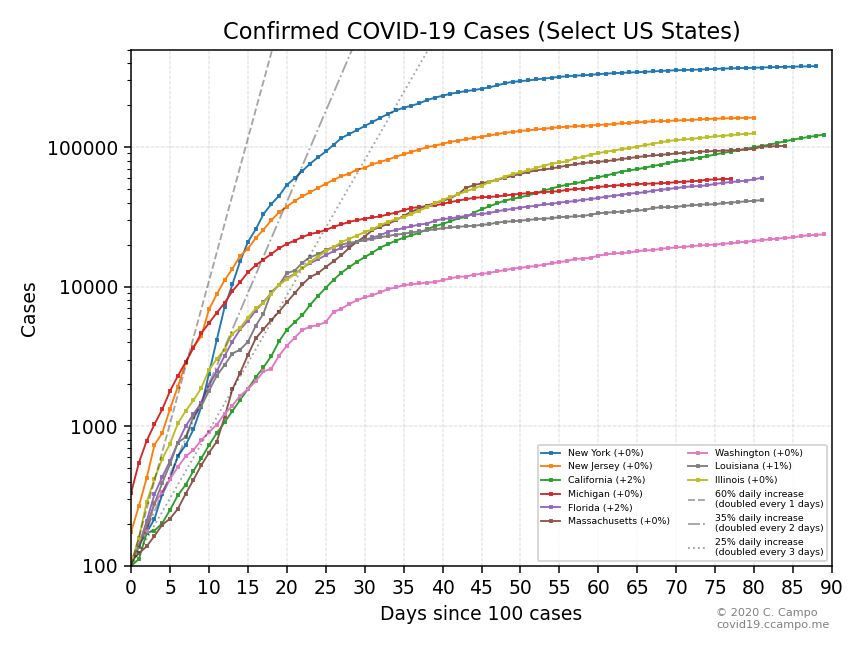 Confirmed COVID-19 Cases (Select US States)
Cases
100000
10000
1000
100
0 5 10 15 20 25 30 35 40 45 50 55 60 65 70 75 80 85 90
Days since 100 cases
New York (+0%)
New Jersey (+0%)
California (+2%)
Michigan (+0%)
Florida (+2%)
Massachusetts (+0%)
Washington (+0%)
Louisiana (+1%)
Illinois (+0%)
60% daily increase
(doubled every 1 days)
35% daily increase
(doubled every 2 days)
25% daily increase
(doubled every 3 days)
© 2020 C. Campo
covid19.ccampo.me